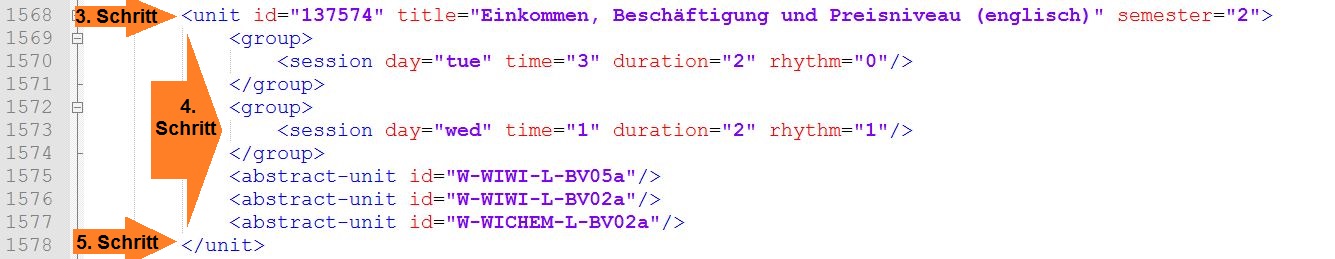 1568 3. Schritt <unit id="137574" title="Einkommen, Beschäftigung und Preisniveau (englisch)" semester="2">
1569 <group>
1570 <session day="tue" time="3" duration="2" rhythm="0"/>
1571 </group>
1572 4. <group>
1573 Schritt <session day="wed" time="1" duration="2" rhythm="1"/>
1574 </group>
1575 <abstract-unit id="W-WIWI-L-BV05a"/>
1576 <abstract-unit id="W-WIWI-L-BV02a"/>
1577 <abstract-unit id="W-WICHEM-L-BV02a"/>
1578 5. Schritt </unit>